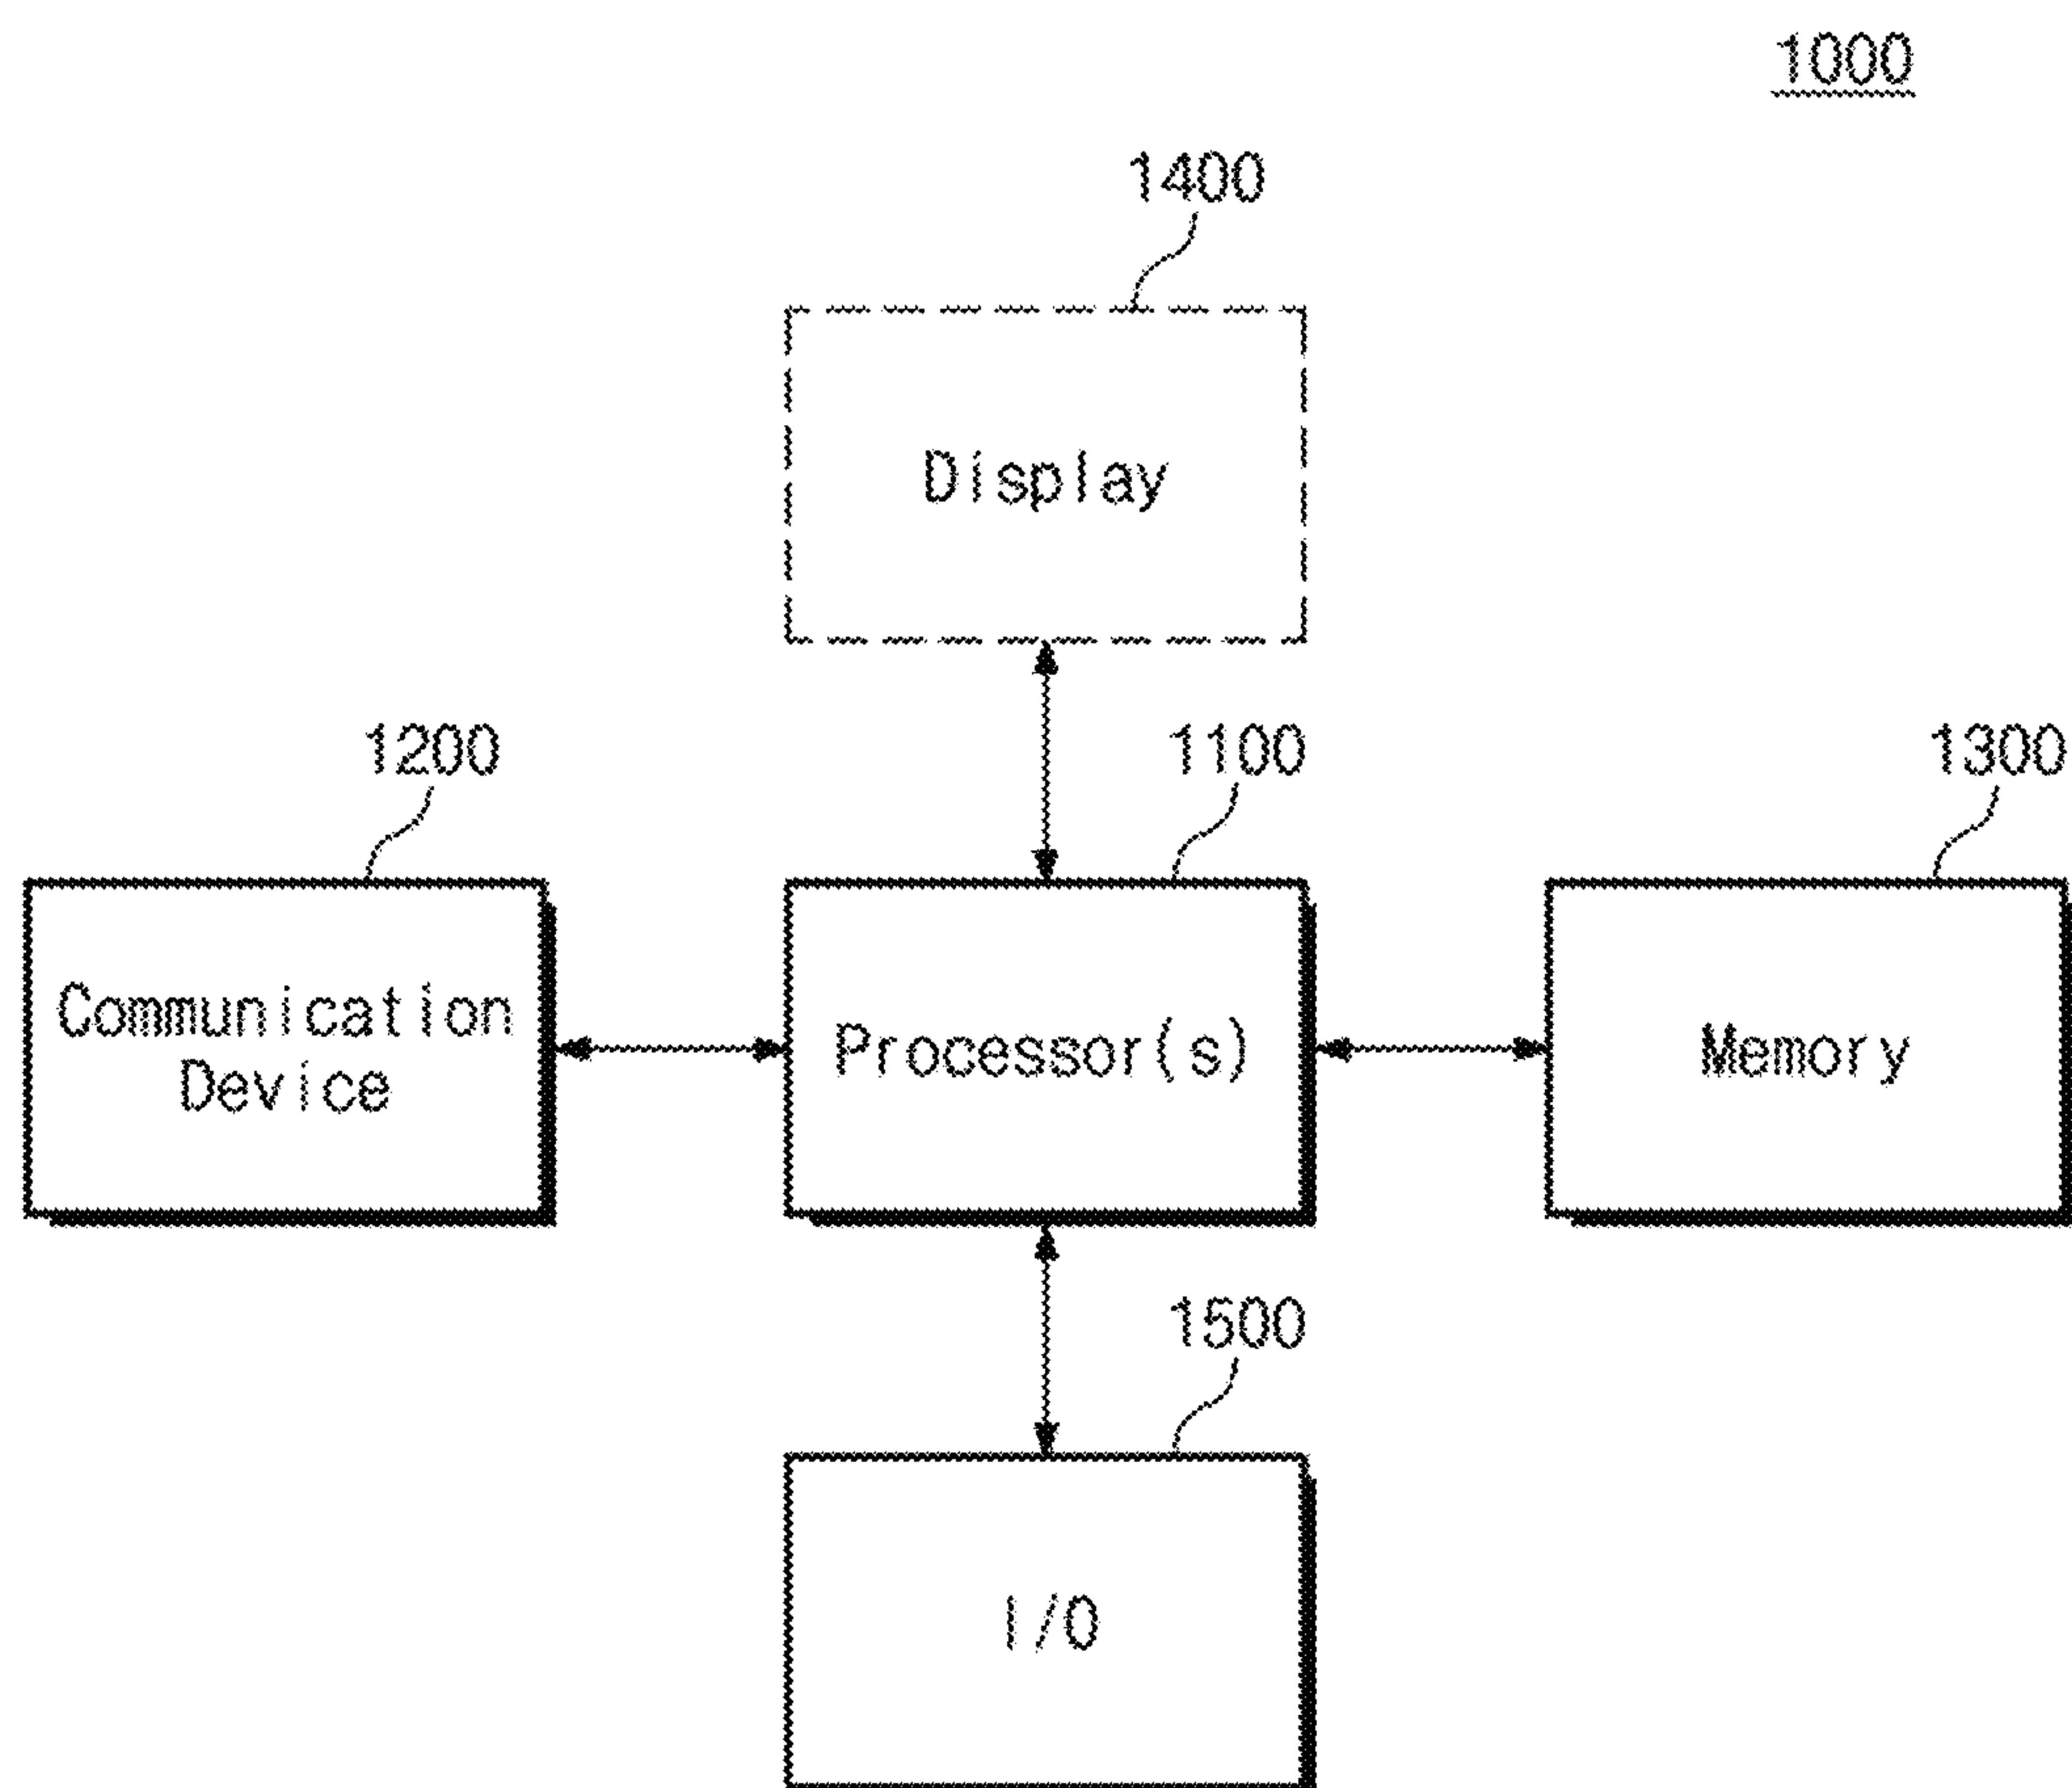 1000
1400
Display
1200
1100
1300
Communication
Device
Processor(s)
Memory
1500
I/O